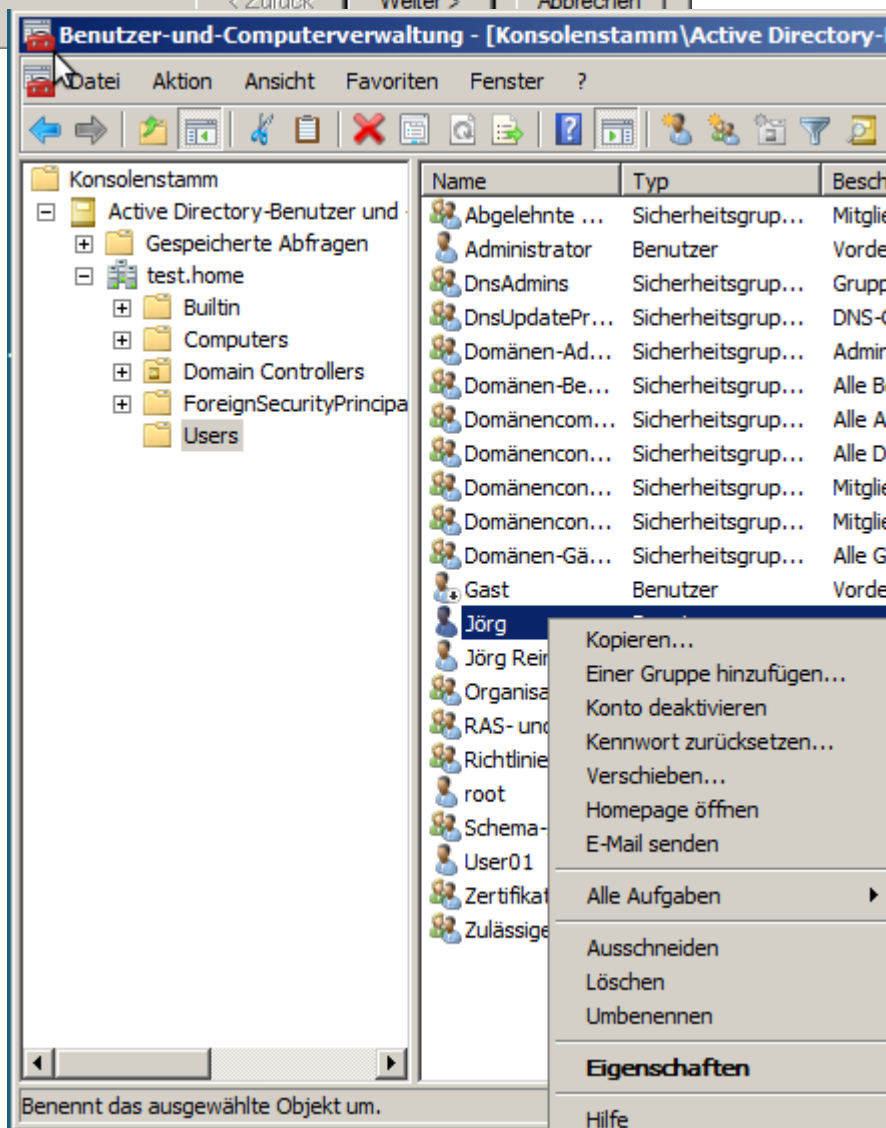 < Zurück Weiter > Abbrechen
Benutzer-und-Computerverwaltung - [Konsolenstamm\Active Directory-
Datei Aktion Ansicht Favoriten Fenster ?
Konsolenstamm
Active Directory-Benutzer und
Gespeicherte Abfragen
test.home
Builtin
Computers
Domain Controllers
ForeignSecurityPrincipa
Users
Name Typ Besch
Abgelehnte ... Sicherheitsgrup... Mitglie
Administrator Benutzer Vorde
DnsAdmins Sicherheitsgrup... Grupp
DnsUpdatePr... Sicherheitsgrup... DNS-
Domänen-Ad... Sicherheitsgrup... Admin
Domänen-Be... Sicherheitsgrup... Alle B
Domänencom... Sicherheitsgrup... Alle A
Domänencon... Sicherheitsgrup... Alle D
Domänencon... Sicherheitsgrup... Mitglie
Domänencon... Sicherheitsgrup... Mitglie
Domänen-Gä... Sicherheitsgrup... Alle G
Gast Benutzer Vorde
Jörg
Jörg Rein
Organisa
RAS- und
Richtlinie
root
Schema-
User01
Zertifikat
Zulässige
Kopieren...
Einer Gruppe hinzufügen...
Konto deaktivieren
Kennwort zurücksetzen...
Verschieben...
Homepage öffnen
E-Mail senden
Alle Aufgaben
Ausschneiden
Löschen
Umbenennen
Eigenschaften
Hilfe
Benennt das ausgewählte Objekt um.